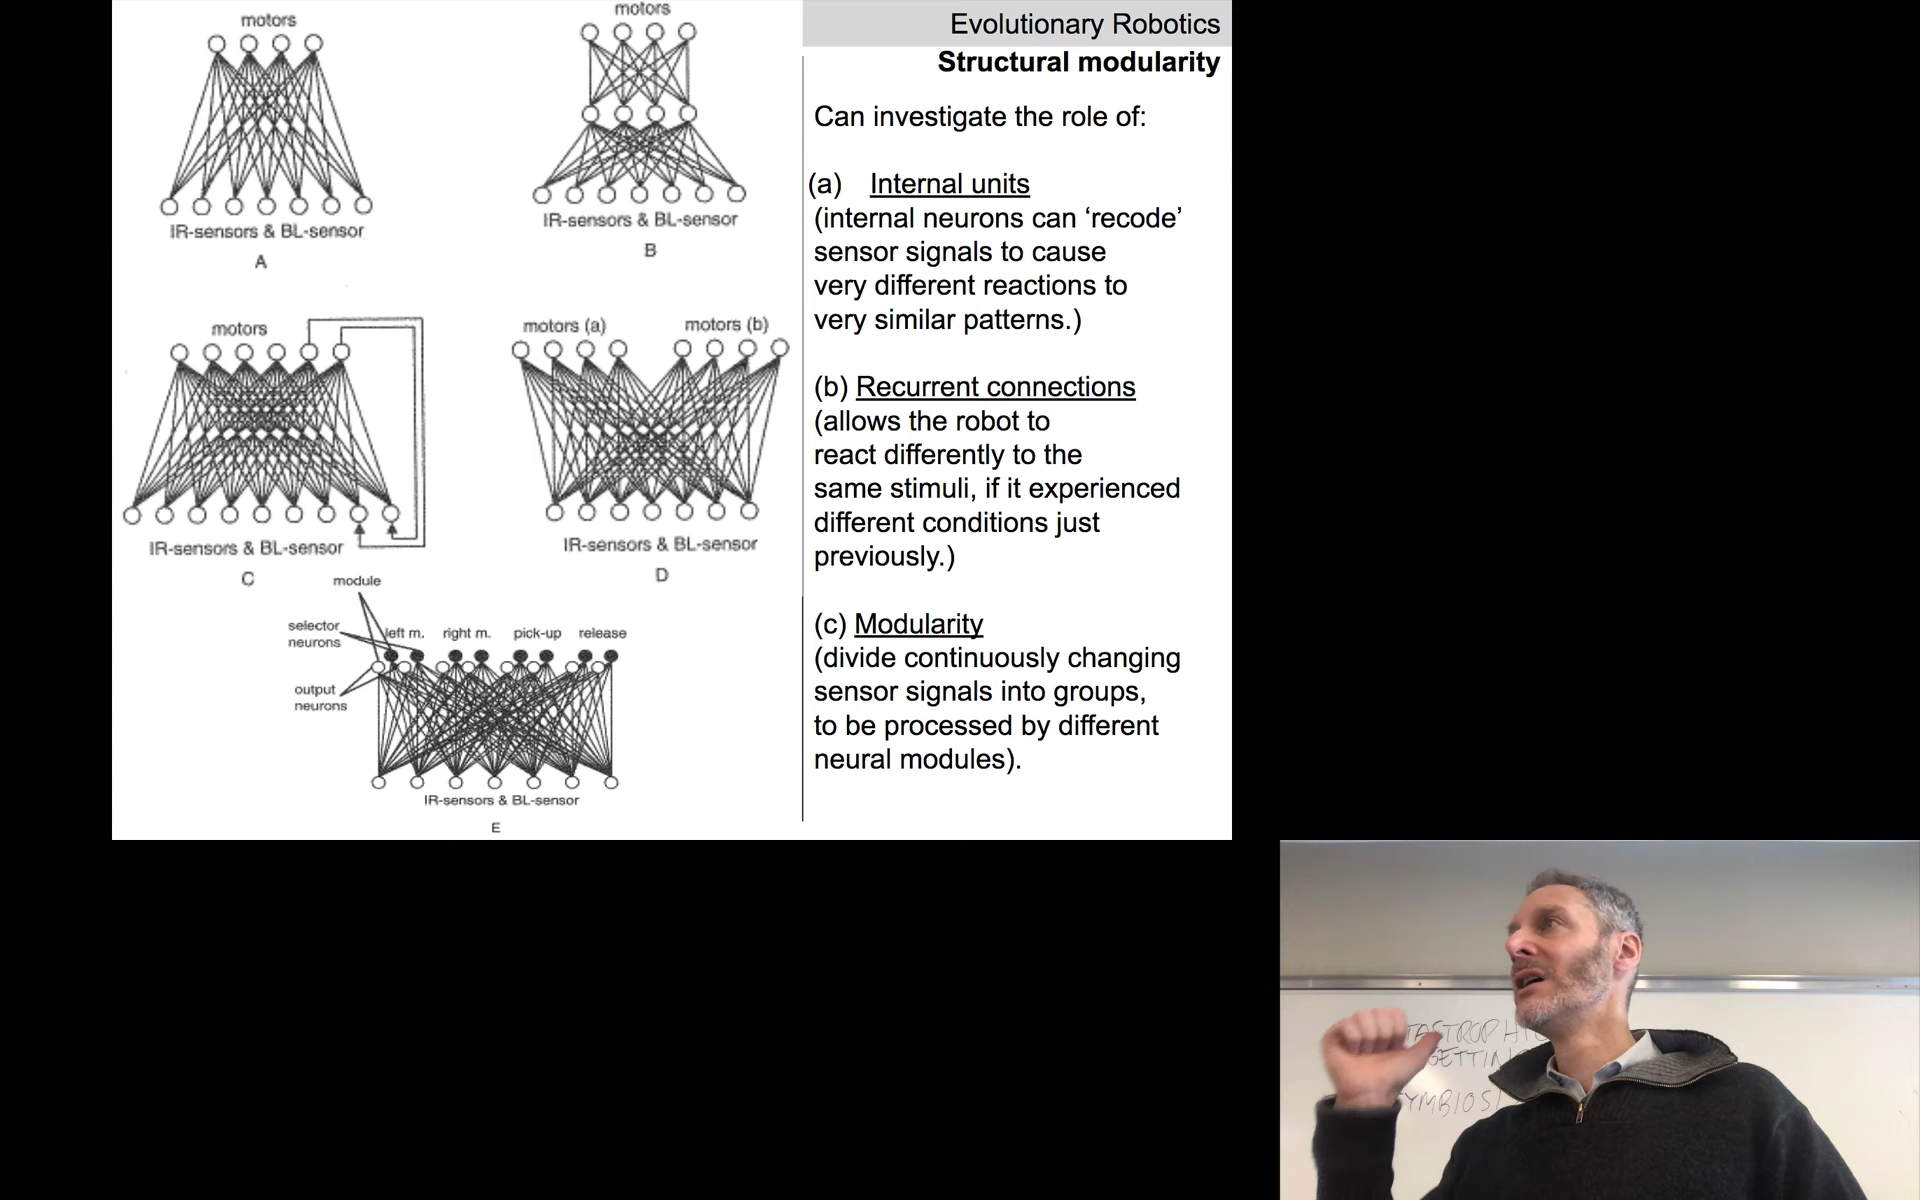 Evolutionary Robotics
Structural modularity
Can investigate the role of:
(a) Internal units
(internal neurons can ‘recode’
sensor signals to cause
very different reactions to
very similar patterns.)
(b) Recurrent connections
(allows the robot to
react differently to the
same stimuli, if it experienced
different conditions just
previously.)
(c) Modularity
(divide continuously changing
sensor signals into groups,
to be processed by different
neural modules).
motors
IR-sensors & BL-sensor
A
motors
IR-sensors & BL-sensor
B
motors
IR-sensors & BL-sensor
C
motors (a) motors (b)
IR-sensors & BL-sensor
D
module
selector
neurons
left m. right m. pick-up release
output
neurons
IR-sensors & BL-sensor
E